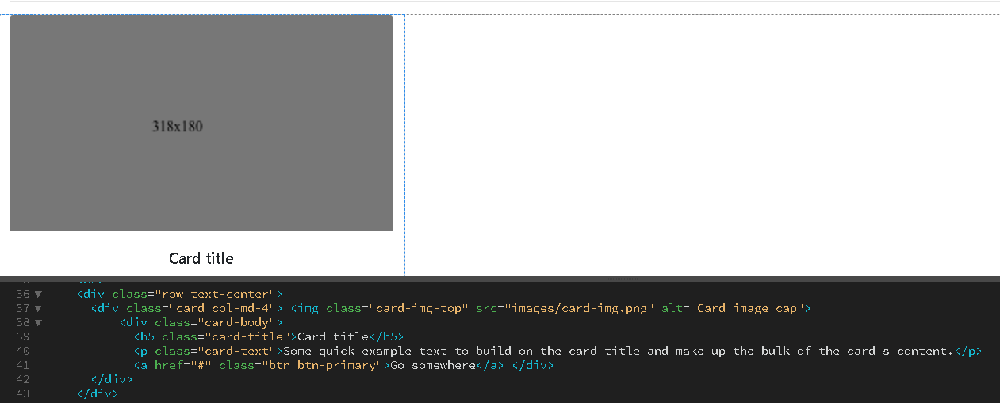 318x180
Card title
36 <div class="row text-center">
37 <div class="card col-md-4"> <img class="card-img-top" src="images/card-img.png" alt="Card image cap">
38 <div class="card-body">
39 <h5 class="card-title">Card title</h5>
40 <p class="card-text">Some quick example text to build on the card title and make up the bulk of the card's content.</p>
41 <a href="#" class="btn btn-primary">Go somewhere</a> </div>
42 </div>
43 </div>